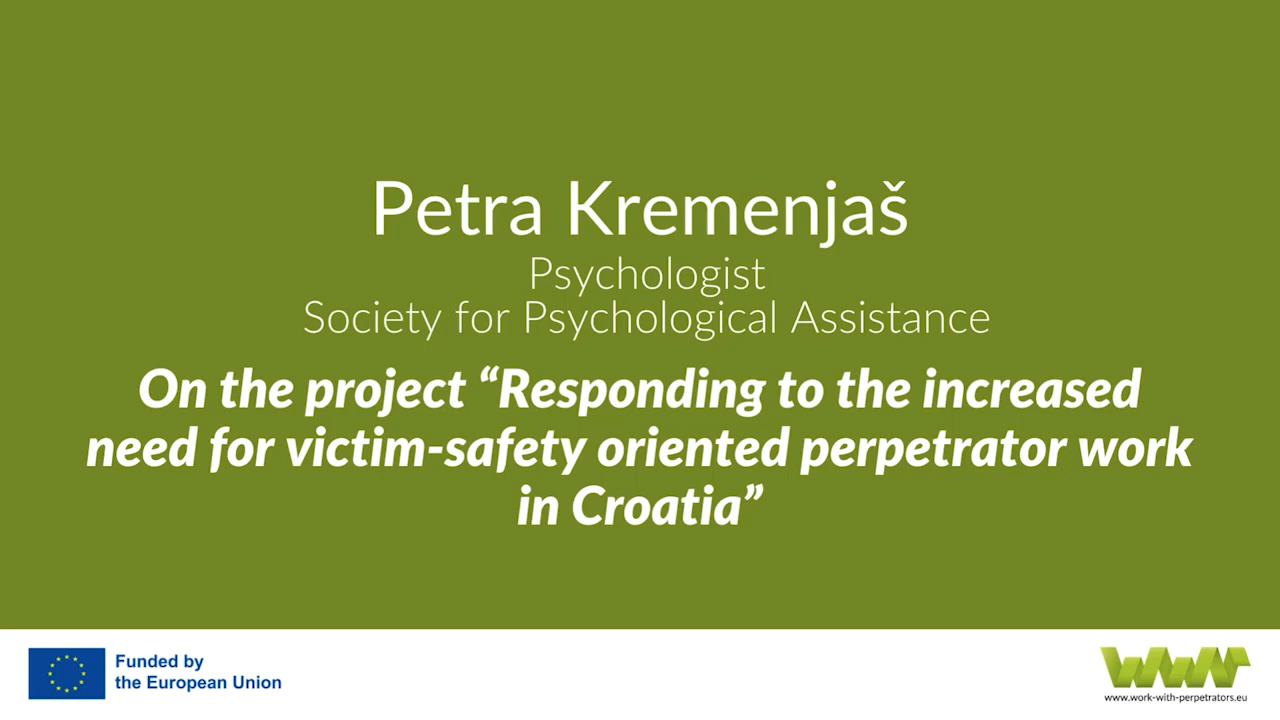 Petra Kremenjaš
Psychologist
Society for Psychological Assistance
On the project “Responding to the increased
need for victim-safety oriented perpetrator work
in Croatia”
Funded by
the European Union
WWP
www.work-with-perpetrators.eu